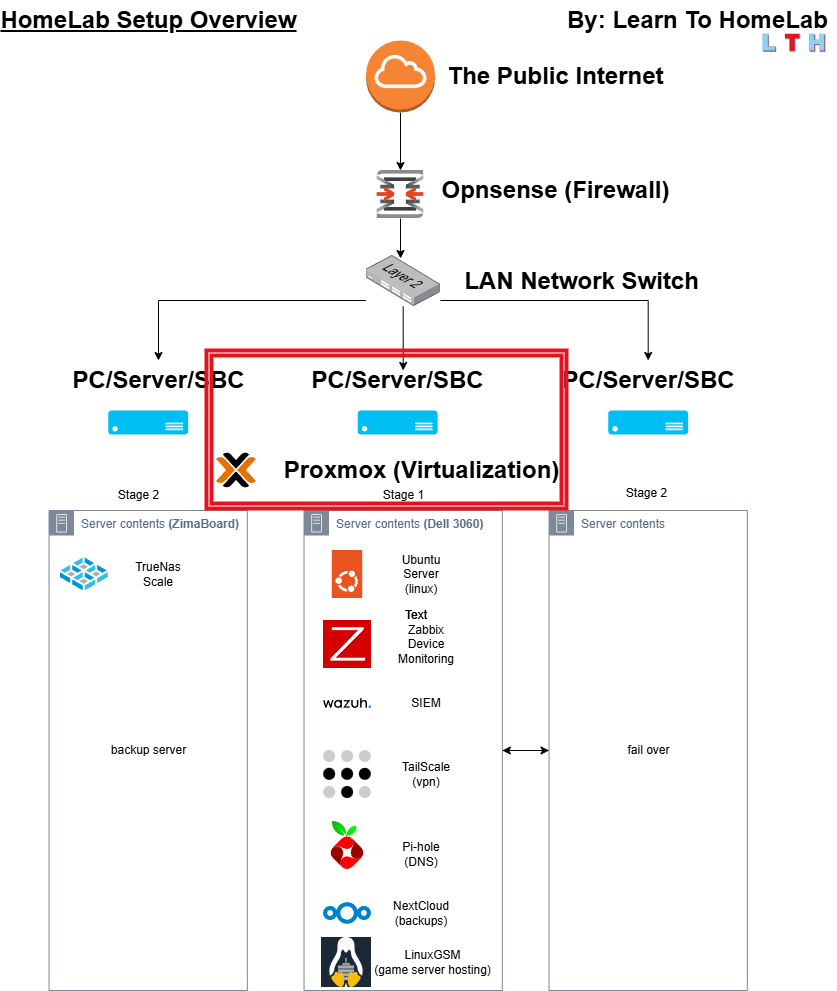 HomeLab Setup Overview
By: Learn To HomeLab
L T H
The Public Internet
Opnsense (Firewall)
Layer 2
LAN Network Switch
PC/Server/SBC
PC/Server/SBC
PC/Server/SBC
Proxmox (Virtualization)
Stage 2
Stage 1
Stage 2
Server contents (ZimaBoard)
TrueNas
Scale
backup server
Server contents (Dell 3060)
Ubuntu
Server
(linux)
Text
Z
Zabbix
Device
Monitoring
wazuh.
SIEM
TailScale
(vpn)
Pi-hole
(DNS)
NextCloud
(backups)
LinuxGSM
(game server hosting)
Server contents
fail over